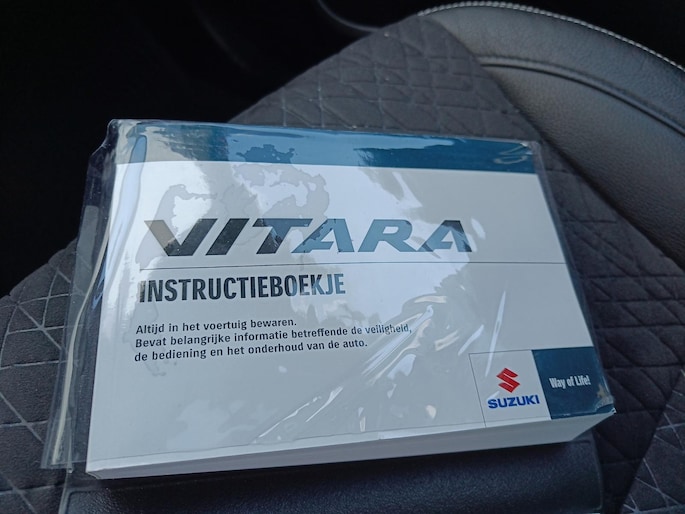 VITARA
INSTRUCTIEBOEKJE
Altijd in het voertuig bewaren.
Bevat belangrijke informatie betreffende de veiligheid,
de bediening en het onderhoud van de auto.
SUZUKI
Way of Life!